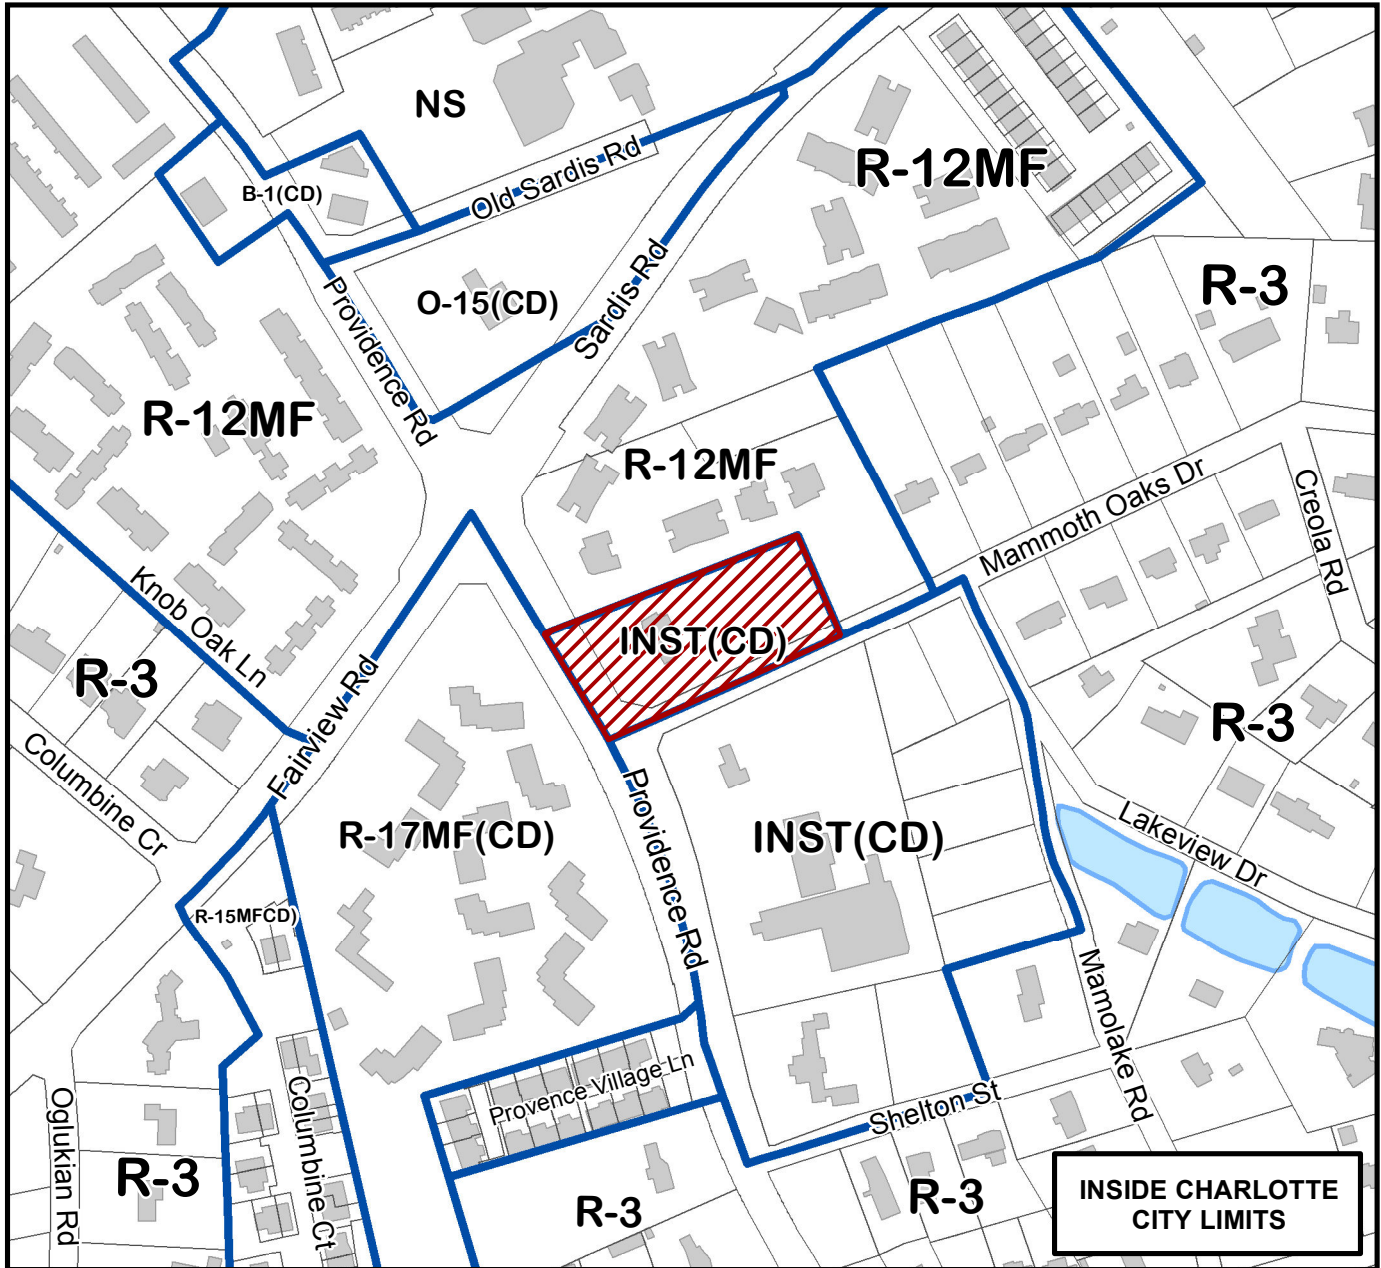 NS
R-12MF
B-1(CD)
Old Sardis Rd
R-3
O-15(CD)
Sardis Rd
Providence Rd
R-12MF
R-12MF
Mammoth Oaks Dr
Creola Rd
Knob Oak Ln
INST(CD)
R-3
Fairview Rd
R-3
Columbine Cr
Providence Rd
R-17MF(CD)
INST(CD)
Lakeview Dr
R-15MFCD)
Mamolake Rd
Provence Village Ln
Shelton St
Oglukian Rd
Columbine Ct
R-3
R-3
R-3
INSIDE CHARLOTTE
CITY LIMITS